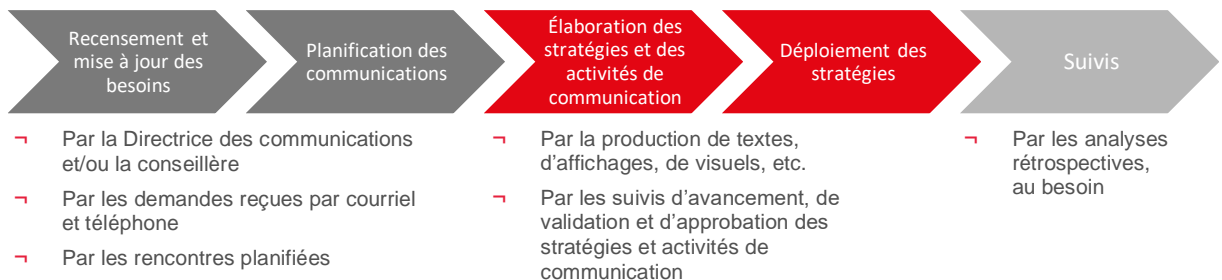 Recensement et
mise à jour des
besoins
Planification des
communications
Élaboration des
stratégies et des
activités de
communication
Déploiement des
stratégies
Suivis
¬ Par la Directrice des communications
et/ou la conseillère
¬ Par les demandes reçues par courriel
et téléphone
¬ Par les rencontres planifiées
¬ Par la production de textes,
d’affichages, de visuels, etc.
¬ Par les suivis d’avancement, de
validation et d’approbation des
stratégies et activités de
communication
¬ Par les analyses
rétrospectives,
au besoin